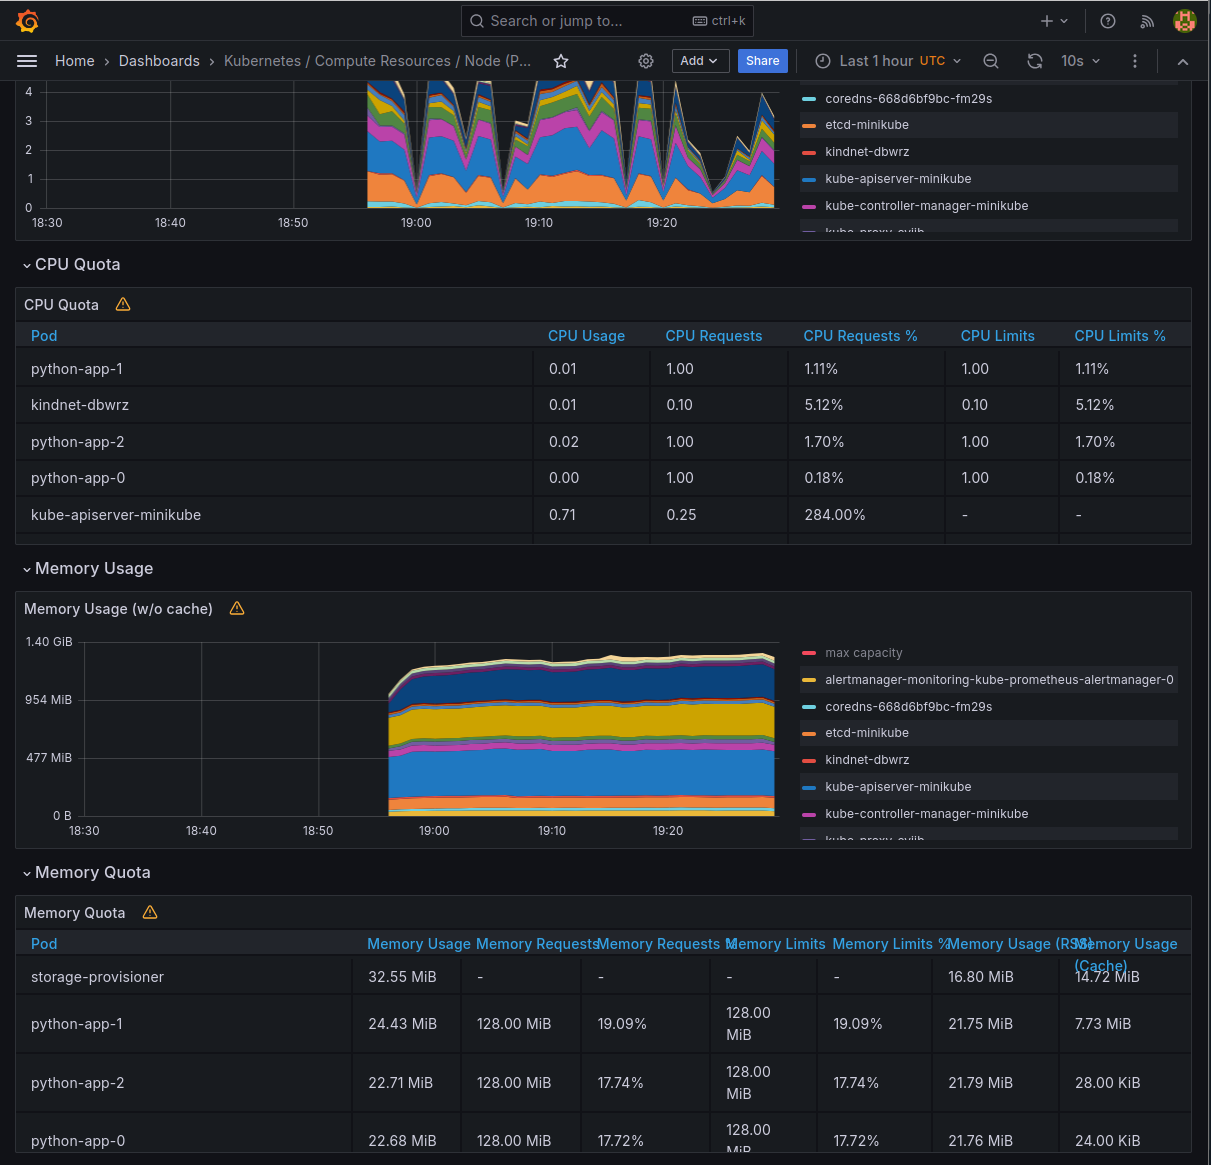 Search or jump to... ctrl+k
Home › Dashboards › Kubernetes / Compute Resources / Node (P... Add Share Last 1 hour UTC 10s
4
3
2
1
0
18:30 18:40 18:50 19:00 19:10 19:20
coredns-668d6bf9bc-fm29s
etcd-minikube
kindnet-dbwrz
kube-apiserver-minikube
kube-controller-manager-minikube
CPU Quota
CPU Quota
Pod CPU Usage CPU Requests CPU Requests % CPU Limits CPU Limits %
python-app-1 0.01 1.00 1.11% 1.00 1.11%
kindnet-dbwrz 0.01 0.10 5.12% 0.10 5.12%
python-app-2 0.02 1.00 1.70% 1.00 1.70%
python-app-0 0.00 1.00 0.18% 1.00 0.18%
kube-apiserver-minikube 0.71 0.25 284.00% - -
Memory Usage
Memory Usage (w/o cache)
1.40 GiB
954 MiB
477 MiB
0 B
18:30 18:40 18:50 19:00 19:10 19:20
max capacity
alertmanager-monitoring-kube-prometheus-alertmanager-0
coredns-668d6bf9bc-fm29s
etcd-minikube
kindnet-dbwrz
kube-apiserver-minikube
kube-controller-manager-minikube
Memory Quota
Memory Quota
Pod Memory Usage Memory Requests Memory Requests % Memory Limits Memory Limits % Memory Usage (RSS) Memory Usage
(Cache)
storage-provisioner 32.55 MiB - - - - 16.80 MiB 14.72 MiB
python-app-1 24.43 MiB 128.00 MiB 19.09% 128.00 MiB 19.09% 21.75 MiB 7.73 MiB
python-app-2 22.71 MiB 128.00 MiB 17.74% 128.00 MiB 17.74% 21.79 MiB 28.00 KiB
python-app-0 22.68 MiB 128.00 MiB 17.72% 128.00 MiB 17.72% 21.76 MiB 24.00 KiB